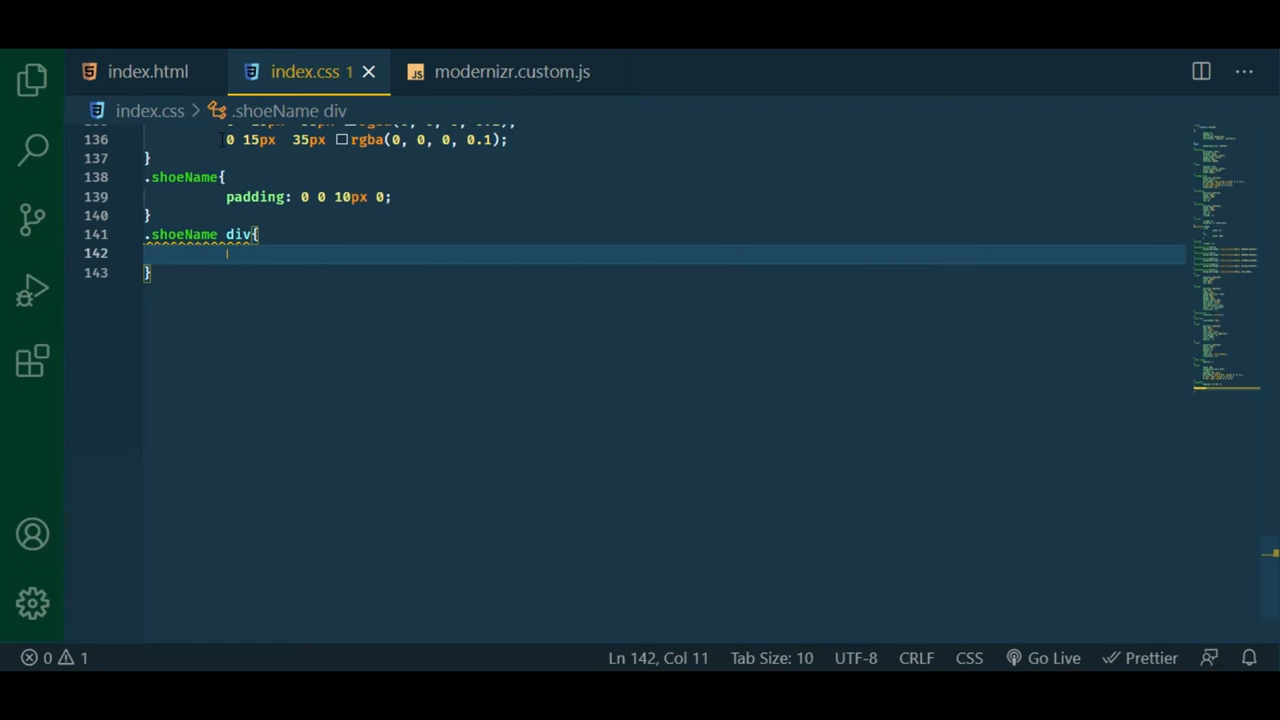 index.html
index.css 1
modernizr.custom.js
index.css > .shoeName div
136 0 15px 35px rgba(0, 0, 0, 0.1);
137 }
138 .shoeName{
139 padding: 0 0 10px 0;
140 }
141 .shoeName div{
142
143 }
0 1 Ln 142, Col 11 Tab Size: 10 UTF-8 CRLF CSS Go Live Prettier